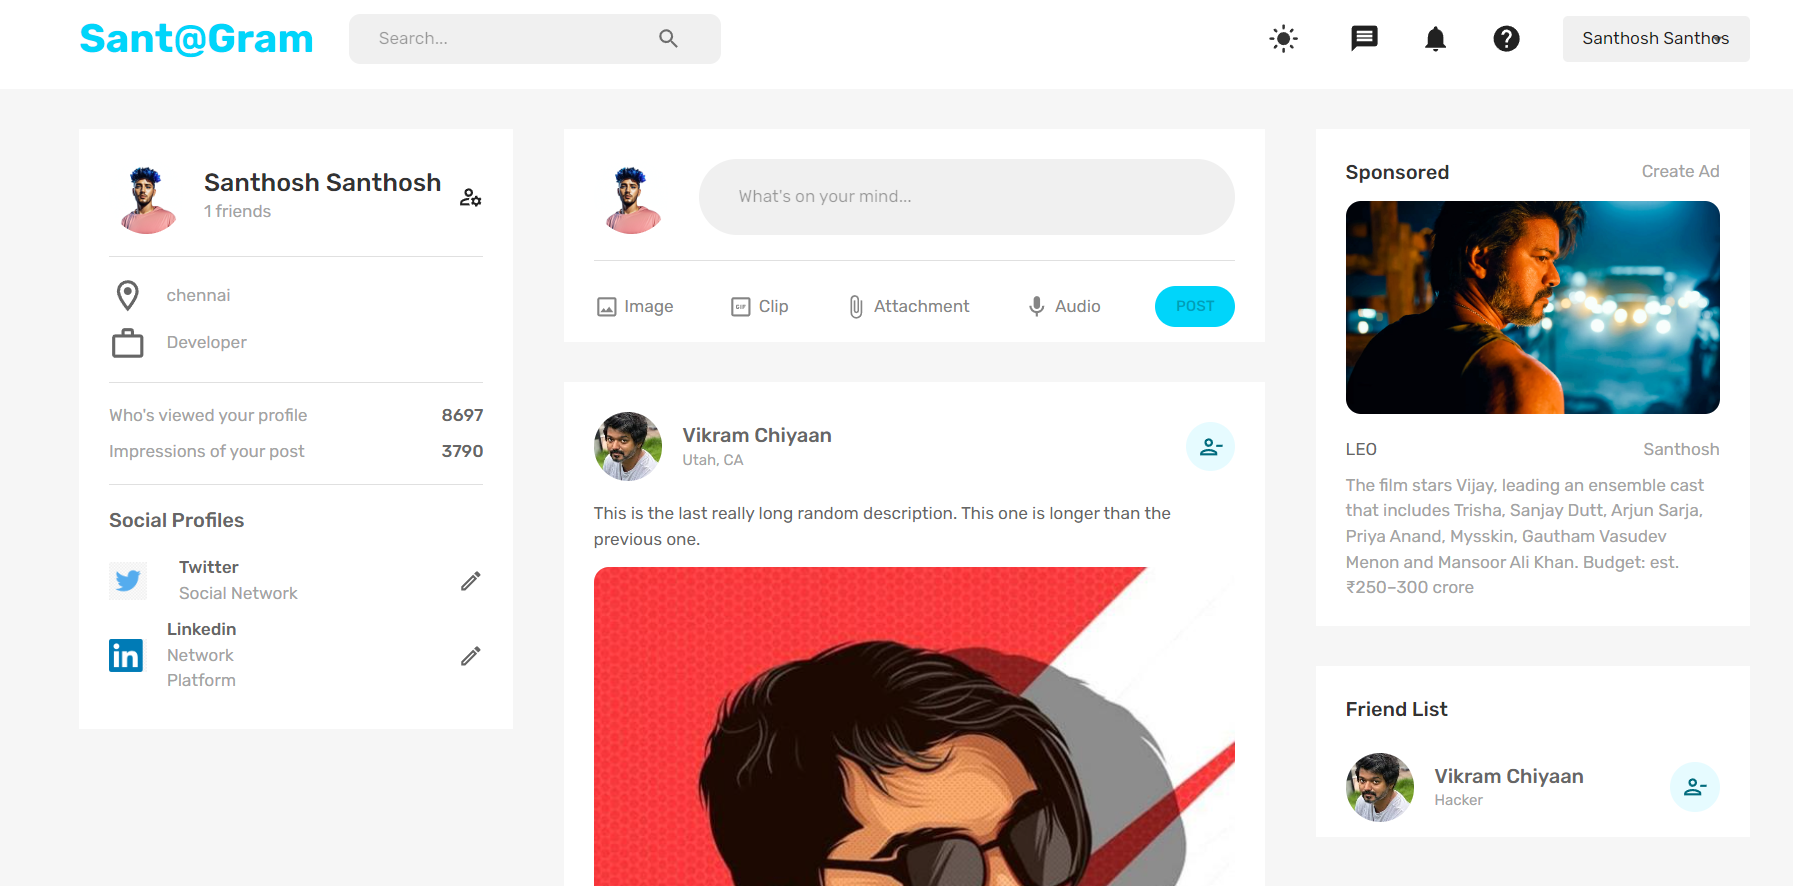 Sant@Gram
Search...
Santhosh Santhos
Santhosh Santhosh
1 friends
chennai
Developer
Who's viewed your profile 8697
Impressions of your post 3790
Social Profiles
Twitter
Social Network
Linkedin
Network
Platform
What's on your mind...
Image
GIF
Clip
Attachment
Audio
POST
Vikram Chiyaan
Utah, CA
This is the last really long random description. This one is longer than the
previous one.
Sponsored
Create Ad
LEO
Santhosh
The film stars Vijay, leading an ensemble cast
that includes Trisha, Sanjay Dutt, Arjun Sarja,
Priya Anand, Mysskin, Gautham Vasudev
Menon and Mansoor Ali Khan. Budget: est.
₹250–300 crore
Friend List
Vikram Chiyaan
Hacker